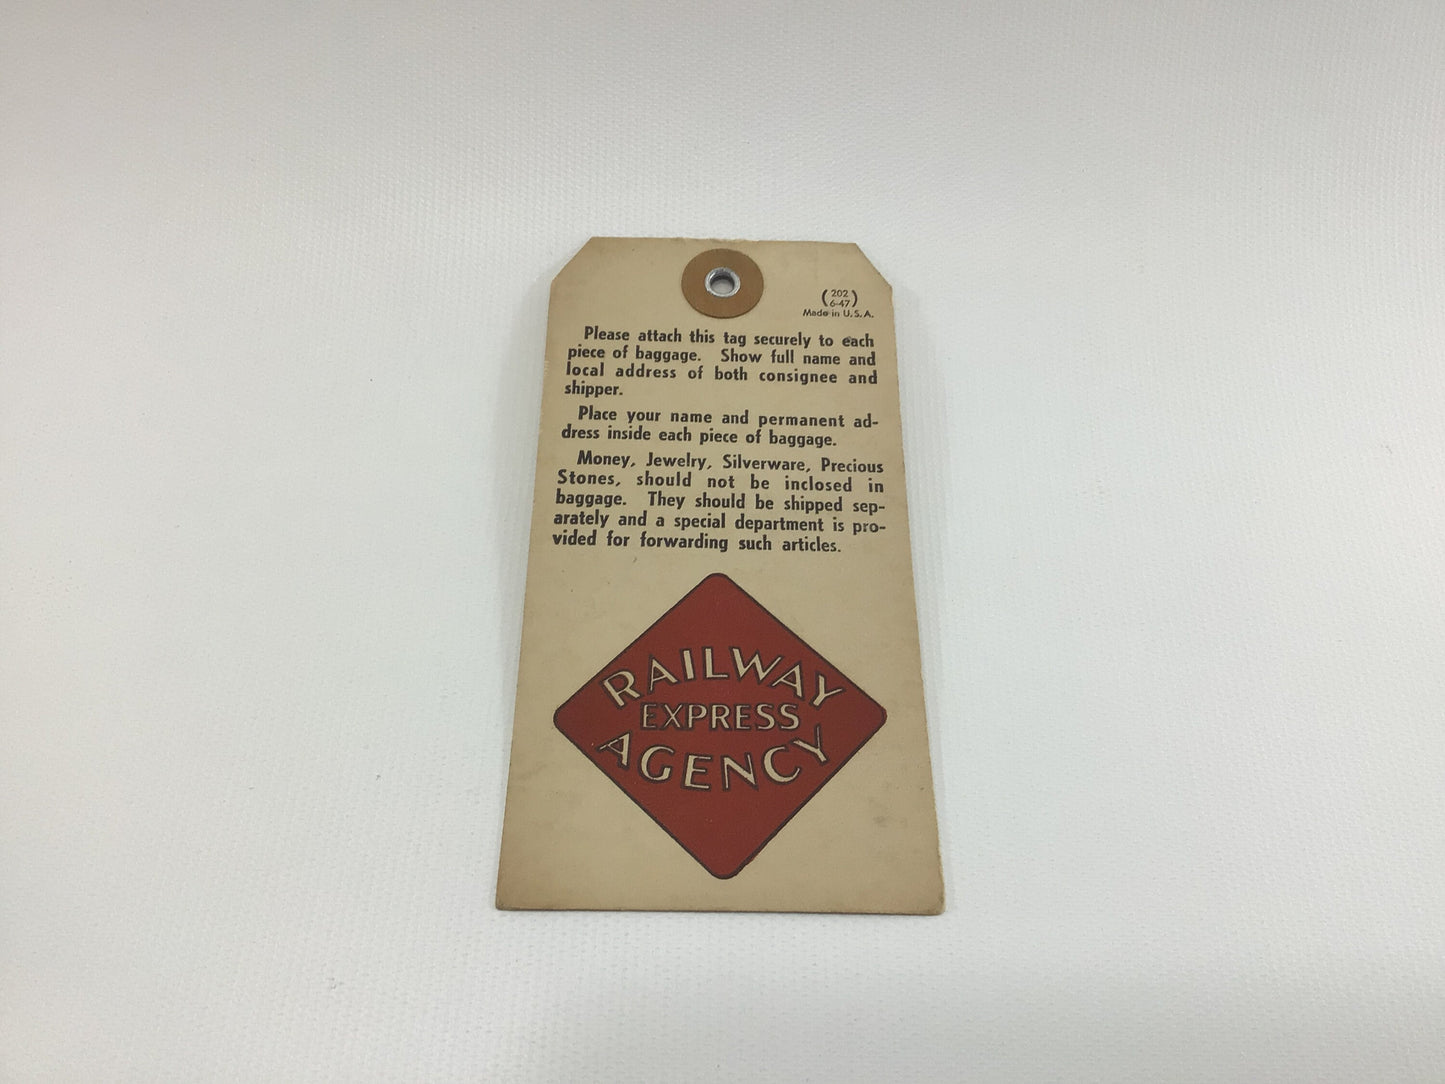 (202
6-47)
Made in U.S.A.
Please attach this tag securely to each
piece of baggage. Show full name and
local address of both consignee and
shipper.
Place your name and permanent ad-
dress inside each piece of baggage.
Money, Jewelry, Silverware, Precious
Stones, should not be inclosed in
baggage. They should be shipped sep-
arately and a special department is pro-
vided for forwarding such articles.
RAILWAY
EXPRESS
AGENCY